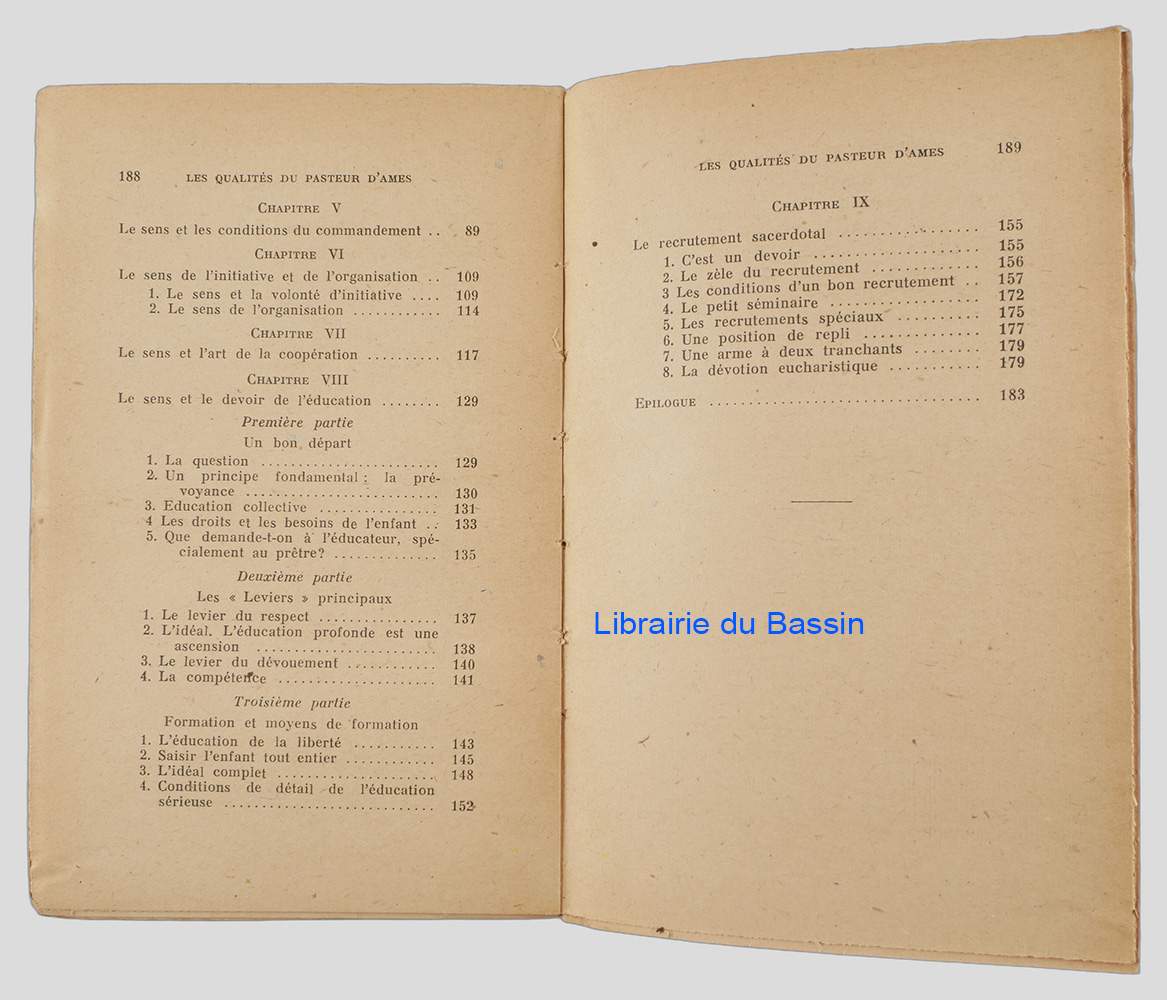 188 LES QUALITÉS DU PASTEUR D'AMES
CHAPITRE V
Le sens et les conditions du commandement .. 89
CHAPITRE VI
Le sens de l'initiative et de l'organisation .. 109
1. Le sens et la volonté d'initiative .... 109
2. Le sens de l'organisation ............ 114
CHAPITRE VII
Le sens et l'art de la coopération .......... 117
CHAPITRE VIII
Le sens et le devoir de l'éducation ........ 129
Première partie
Un bon départ
1. La question ........................ 129
2. Un principe fondamental : la pré-
voyance .......................... 130
3. Education collective ................ 131
4 Les droits et les besoins de l'enfant .. 133
5. Que demande-t-on à l'éducateur, spé-
cialement au prêtre? .............. 135
Deuxième partie
Les « Leviers » principaux
1. Le levier du respect ................ 137
2. L'idéal. L'éducation profonde est une
ascension ........................ 138
3. Le levier du dévouement ............ 140
4. La compétence ..................... 141
Troisième partie
Formation et moyens de formation
1. L'éducation de la liberté ........... 143
2. Saisir l'enfant tout entier ............ 145
3. L'idéal complet ..................... 148
4. Conditions de détail de l'éducation
sérieuse ............................ 152
LES QUALITÉS DU PASTEUR D'AMES 189
CHAPITRE IX
Le recrutement sacerdotal .................. 155
1. C'est un devoir ..................... 155
2. Le zèle du recrutement .............. 156
3 Les conditions d'un bon recrutement .. 157
4. Le petit séminaire .................. 172
5. Les recrutements spéciaux .......... 175
6. Une position de repli .............. 177
7. Une arme à deux tranchants ........ 179
8. La dévotion eucharistique ........... 179
EPILOGUE ................................ 183
Librairie du Bassin